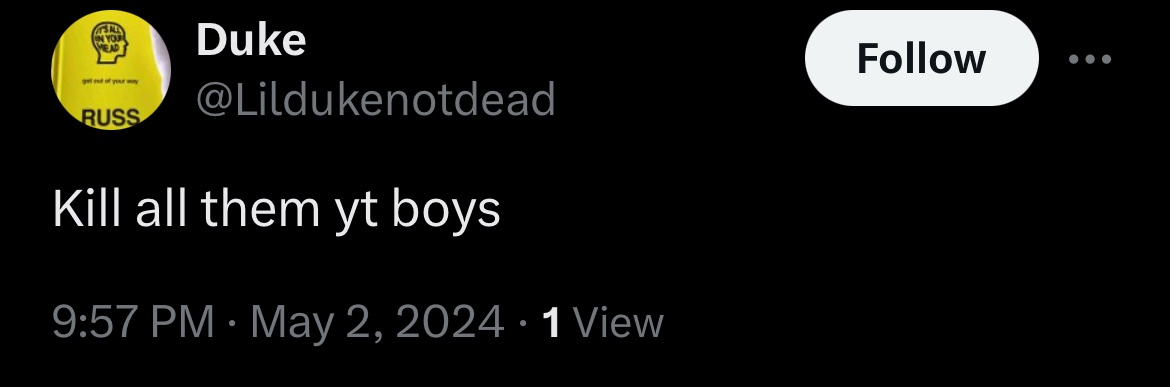 IT'S ALL
IN YOUR
HEAD
get out of your way
RUSS
Duke
@Lildukenotdead
Follow
Kill all them yt boys
9:57 PM · May 2, 2024 · 1 View